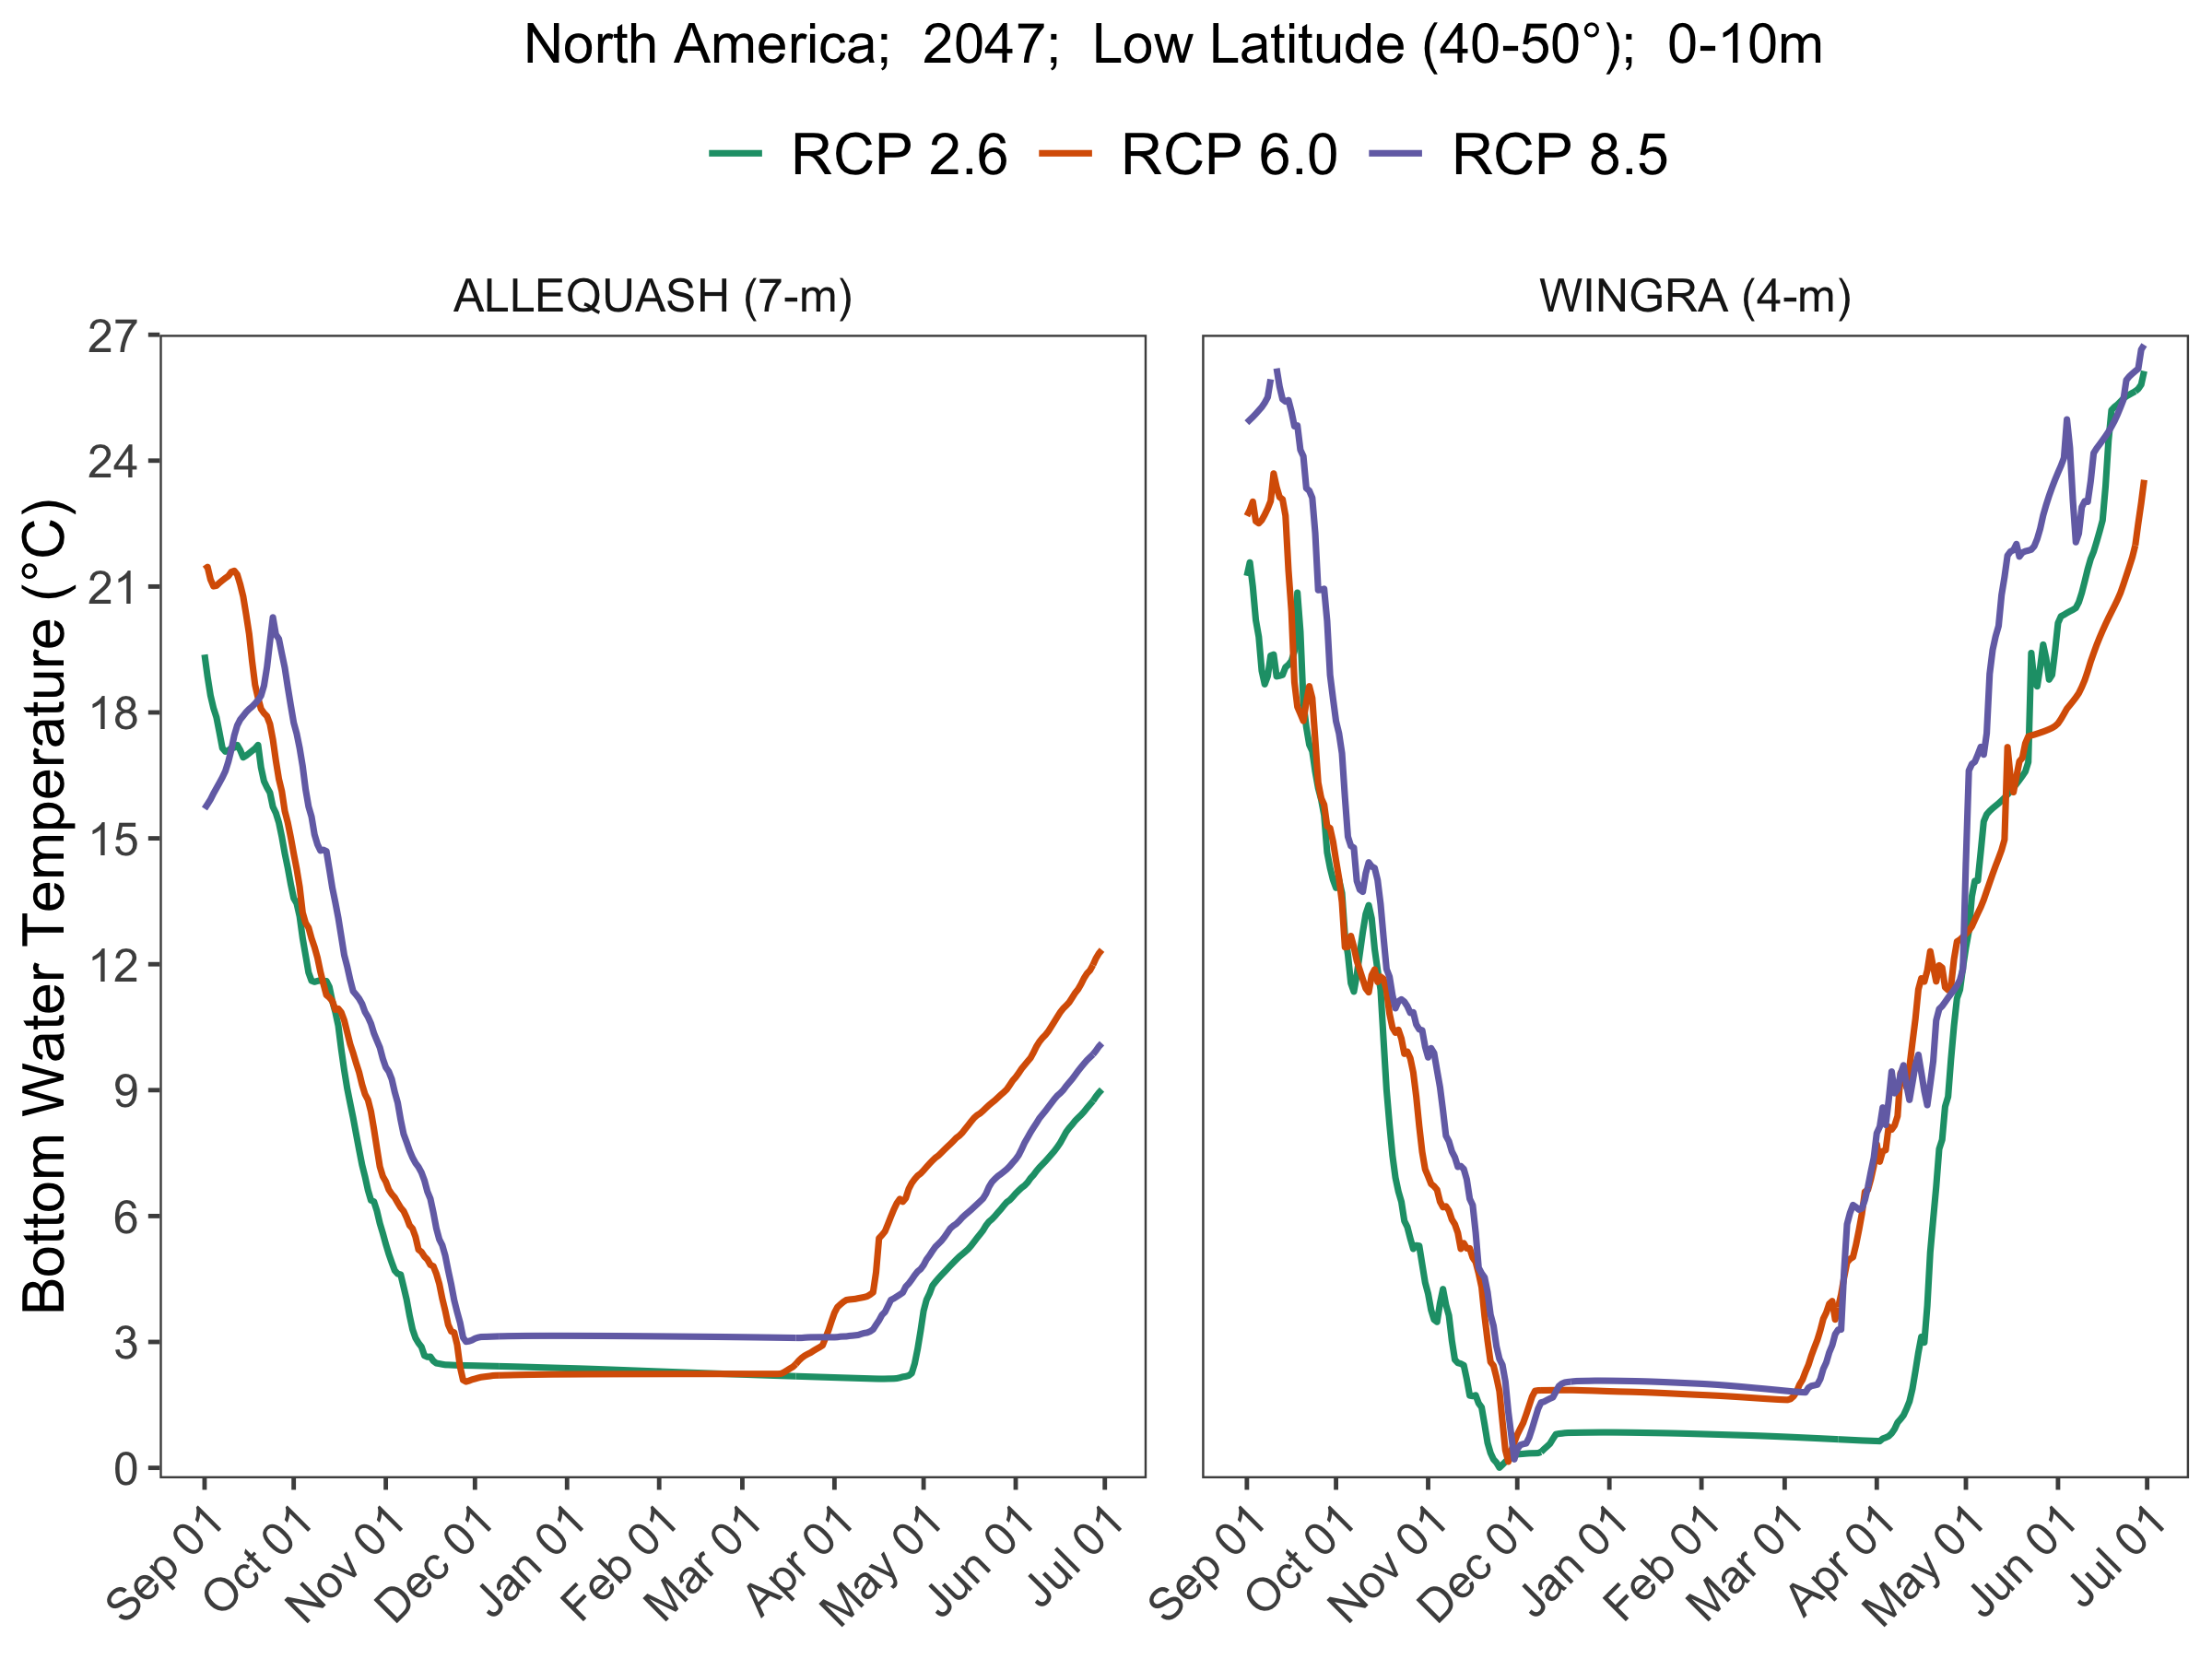 North America;  2047;  Low Latitude (40-50°);  0-10m
RCP 2.6 RCP 6.0 RCP 8.5
ALLEQUASH (7-m) WINGRA (4-m)
Bottom Water Temperature (°C)
27
24
21
18
15
12
9
6
3
0
Sep 01 Oct 01 Nov 01 Dec 01 Jan 01 Feb 01 Mar 01 Apr 01 May 01 Jun 01 Jul 01 Sep 01 Oct 01 Nov 01 Dec 01 Jan 01 Feb 01 Mar 01 Apr 01 May 01 Jun 01 Jul 01